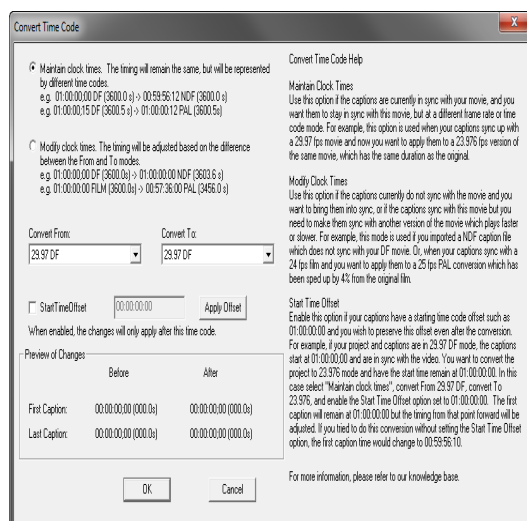 Convert Time Code
X
Maintain clock times. The timing will remain the same, but will be represented
by different time codes.
e.g. 01:00:00;00 DF (3600.0 s)-> 00:59:56:12 NDF (3600.0 s)
e.g. 01:00:00;15 DF (3600.5 s)-> 01:00:00:12 PAL (3600.5s)
Modify clock times. The timing will be adjusted based on the difference
between the From and To modes.
e.g. 01:00:00;00 DF (3600.0s)-> 01:00:00:00 NDF (3603.6 s)
e.g. 01:00:00:00 FILM (3600.0s)-> 00:57:36:00 PAL (3456.0 s)
Convert From:
Convert To:
29.97 DF
29.97 DF
StartTimeOffset
00:00:00:00
Apply Offset
When enabled, the changes will only apply after this time code.
Preview of Changes
Before
After
First Caption:
00:00:00;00 (000.0s)
00:00:00;00 (000.0s)
Last Caption:
00:00:00;00 (000.0s)
00:00:00;00 (000.0s)
OK
Cancel
Convert Time Code Help
Maintain Clock Times
Use this option if the captions are currently in sync with your movie, and you
want them to stay in sync with this movie, but at a different frame rate or time
code mode. For example, this option is used when your captions sync up with
a 29.97 fps movie and now you want to apply them to a 23.976 fps version of
the same movie, which has the same duration as the original.
Modify Clock Times
Use this option if the captions currently do not sync with the movie and you
want to bring them into sync, or if the captions sync with this movie but you
need to make them sync with another version of the movie which plays faster
or slower. For example, this mode is used if you imported a NDF caption file
which does not sync with your DF movie. Or, when your captions sync with a
24 fps film and you want to apply them to a 25 fps PAL conversion which has
been sped up by 4% from the original film.
Start Time Offset
Enable this option if your captions have a starting time code offset such as
01:00:00:00 and you wish to preserve this offset even after the conversion.
For example, if your project and captions are in 29.97 DF mode, the captions
start at 01:00:00;00 and are in sync with the video. You want to convert the
project to 23.976 mode and have the start time remain at 01:00:00:00. In this
case select "Maintain clock times", convert From 29.97 DF, convert To
23.976, and enable the Start Time Offset option set to 01:00:00:00. The first
caption will remain at 01:00:00:00 but the timing from that point forward will be
adjusted. If you tried to do this conversion without setting the Start Time Offset
option, the first caption time would change to 00:59:56:10.
For more information, please refer to our knowledge base.